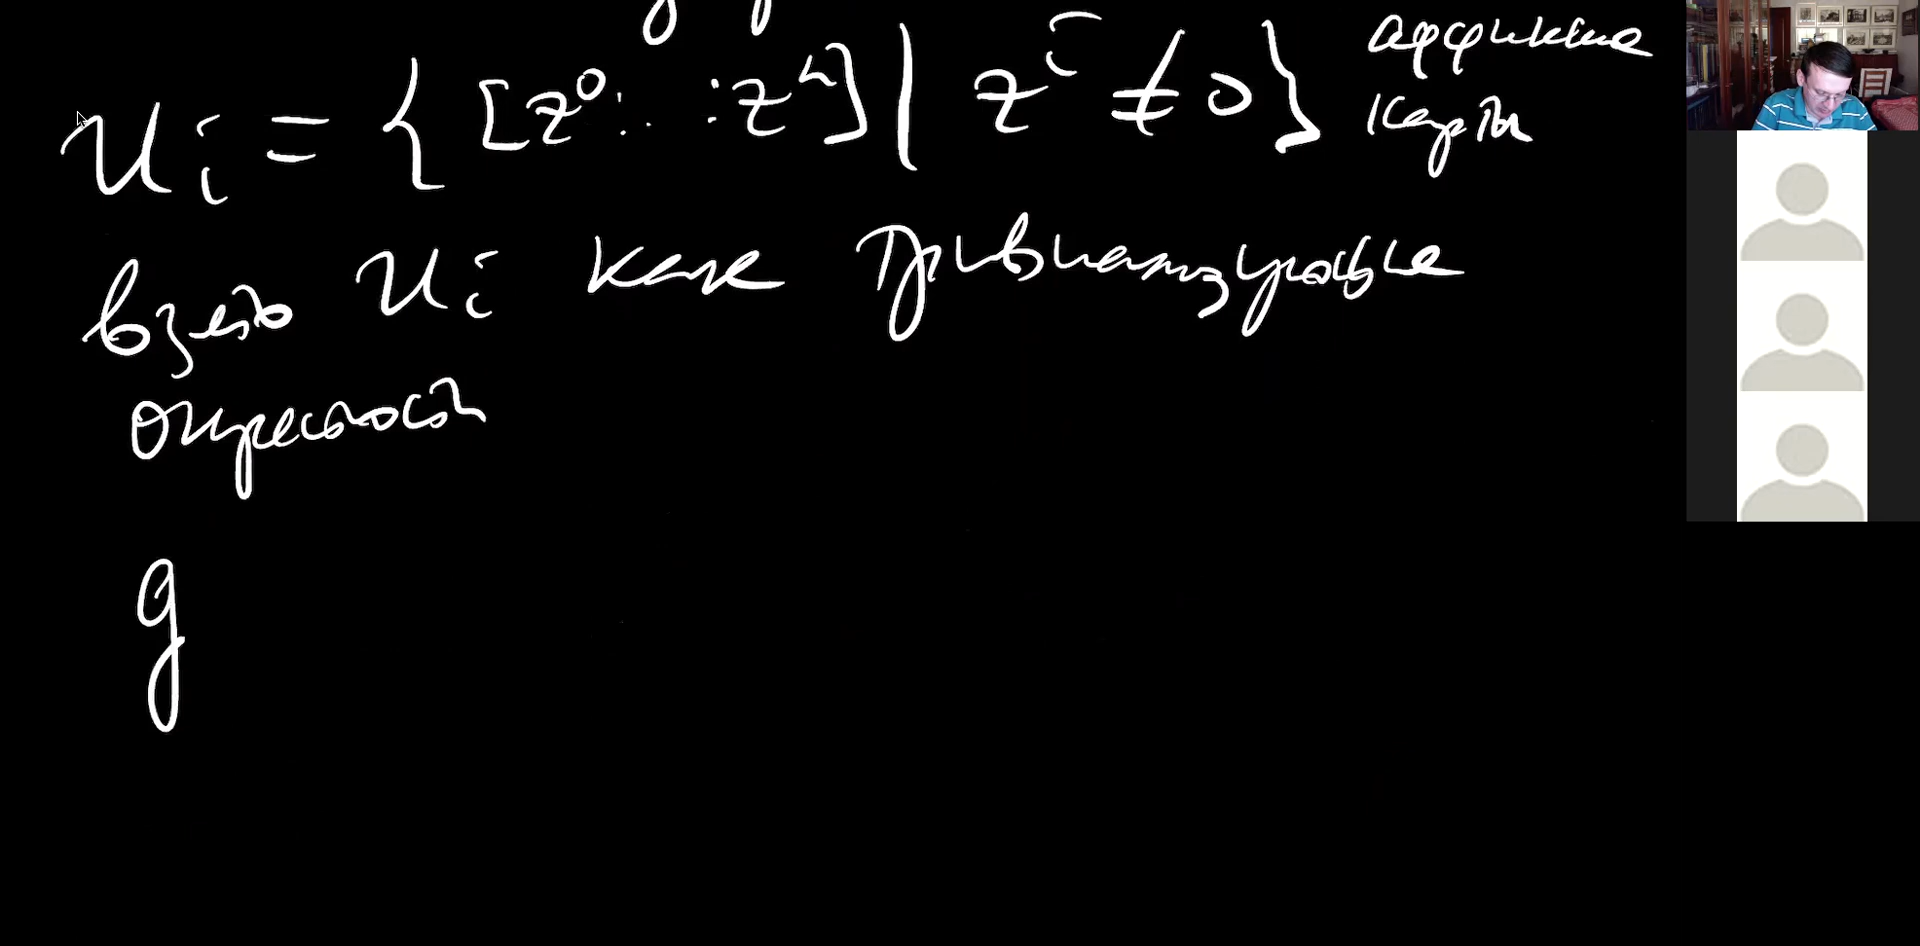 U_i = { [z^0 : ... : z^n] | z^i ≠ 0 } аффинные карты
взять U_i как тривиализующие
окрестности
g